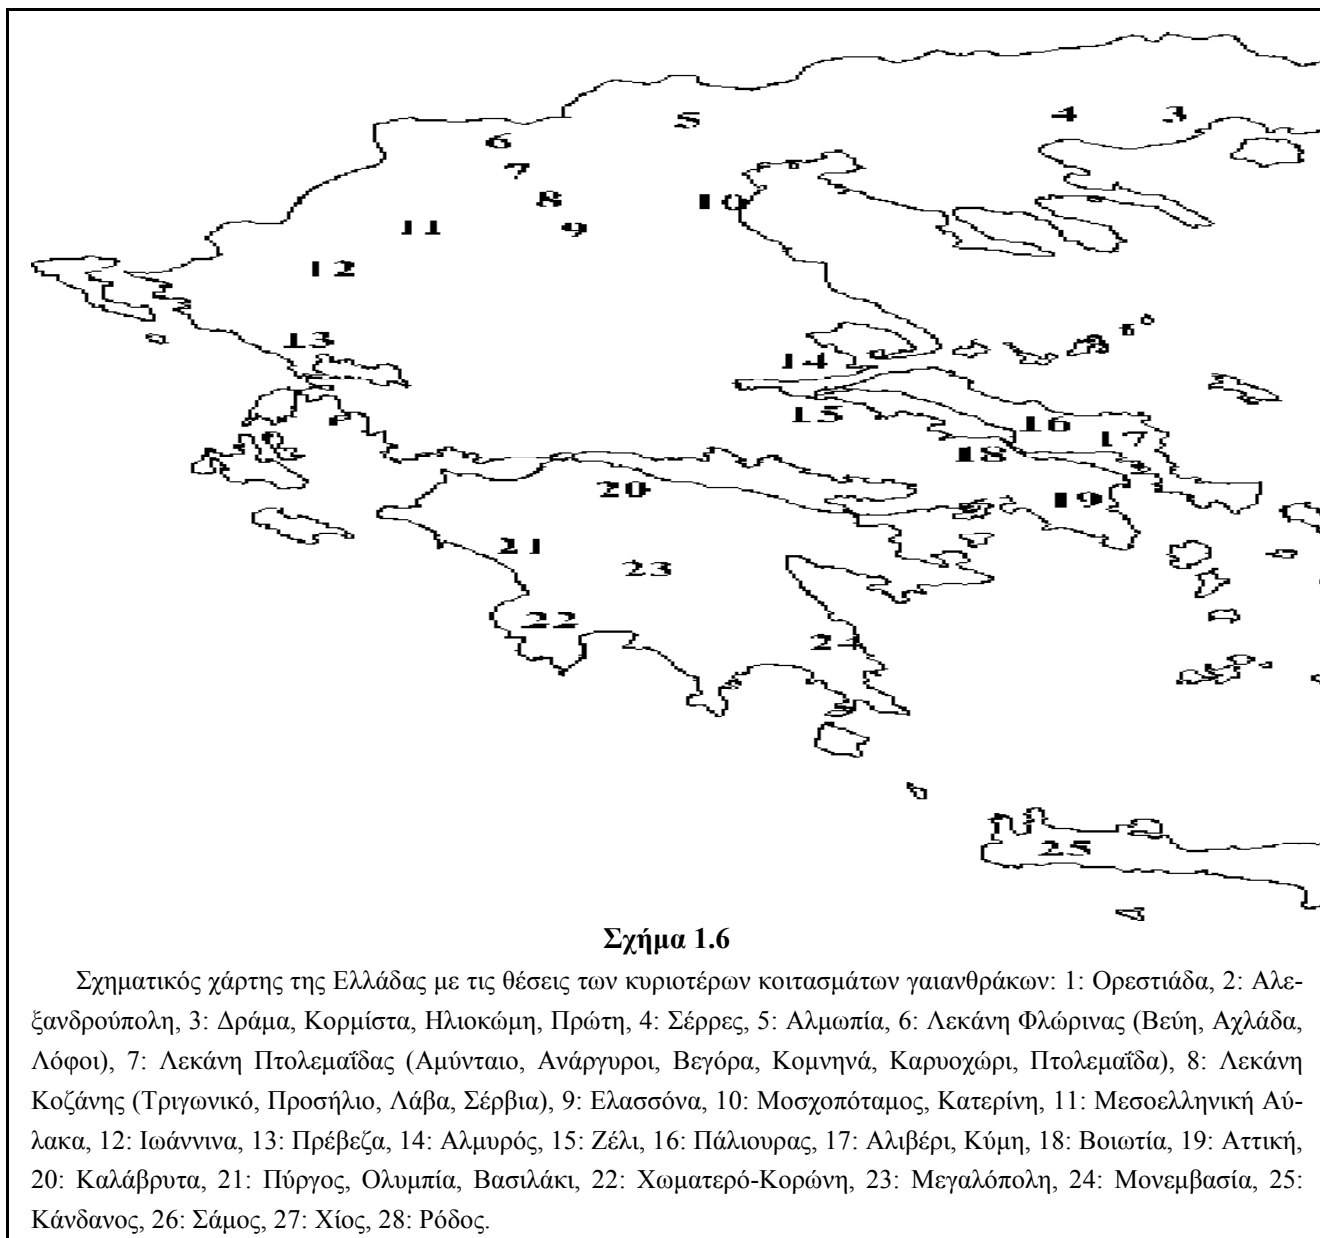 5
4
3
6
7
8
10
11
9
12
13
14
15
16
17
18
20
19
21
23
22
24
25
Σχήμα 1.6
Σχηματικός χάρτης της Ελλάδας με τις θέσεις των κυριοτέρων κοιτασμάτων γαιανθράκων: 1: Ορεστιάδα, 2: Αλε-
ξανδρούπολη, 3: Δράμα, Κορμίστα, Ηλιοκώμη, Πρώτη, 4: Σέρρες, 5: Αλμωπία, 6: Λεκάνη Φλώρινας (Βεύη, Αχλάδα,
Λόφοι), 7: Λεκάνη Πτολεμαΐδας (Αμύνταιο, Ανάργυροι, Βεγόρα, Κομνηνά, Καρυοχώρι, Πτολεμαΐδα), 8: Λεκάνη
Κοζάνης (Τριγωνικό, Προσήλιο, Λάβα, Σέρβια), 9: Ελασσόνα, 10: Μοσχοπόταμος, Κατερίνη, 11: Μεσοελληνική Αύ-
λακα, 12: Ιωάννινα, 13: Πρέβεζα, 14: Αλμυρός, 15: Ζέλι, 16: Πάλιουρας, 17: Αλιβέρι, Κύμη, 18: Βοιωτία, 19: Αττική,
20: Καλάβρυτα, 21: Πύργος, Ολυμπία, Βασιλάκι, 22: Χωματερό-Κορώνη, 23: Μεγαλόπολη, 24: Μονεμβασία, 25:
Κάνδανος, 26: Σάμος, 27: Χίος, 28: Ρόδος.